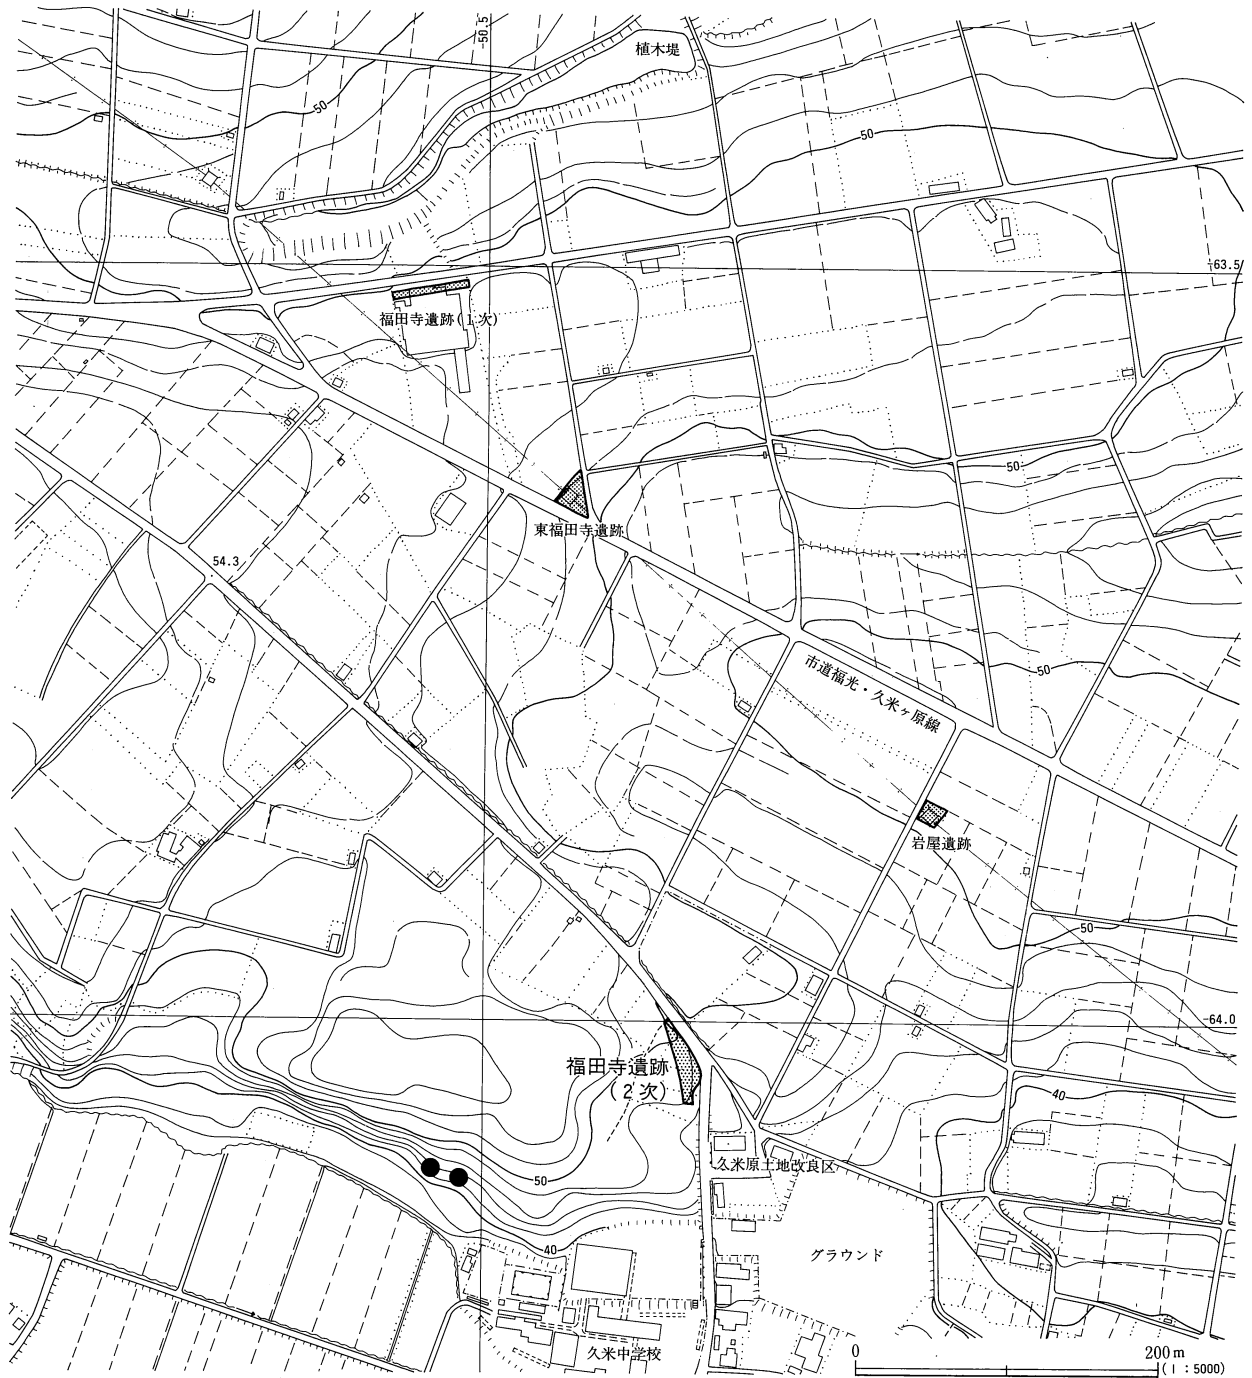 -50.5
植木堤
50
50
-63.5
福田寺遺跡(1次)
50
東福田寺遺跡
54.3
50
市道福光・久米ヶ原線
岩屋遺跡
50
-64.0
福田寺遺跡
(2次)
40
久米原土地改良区
50
40
グラウンド
久米中学校
0 200m
(1:5000)